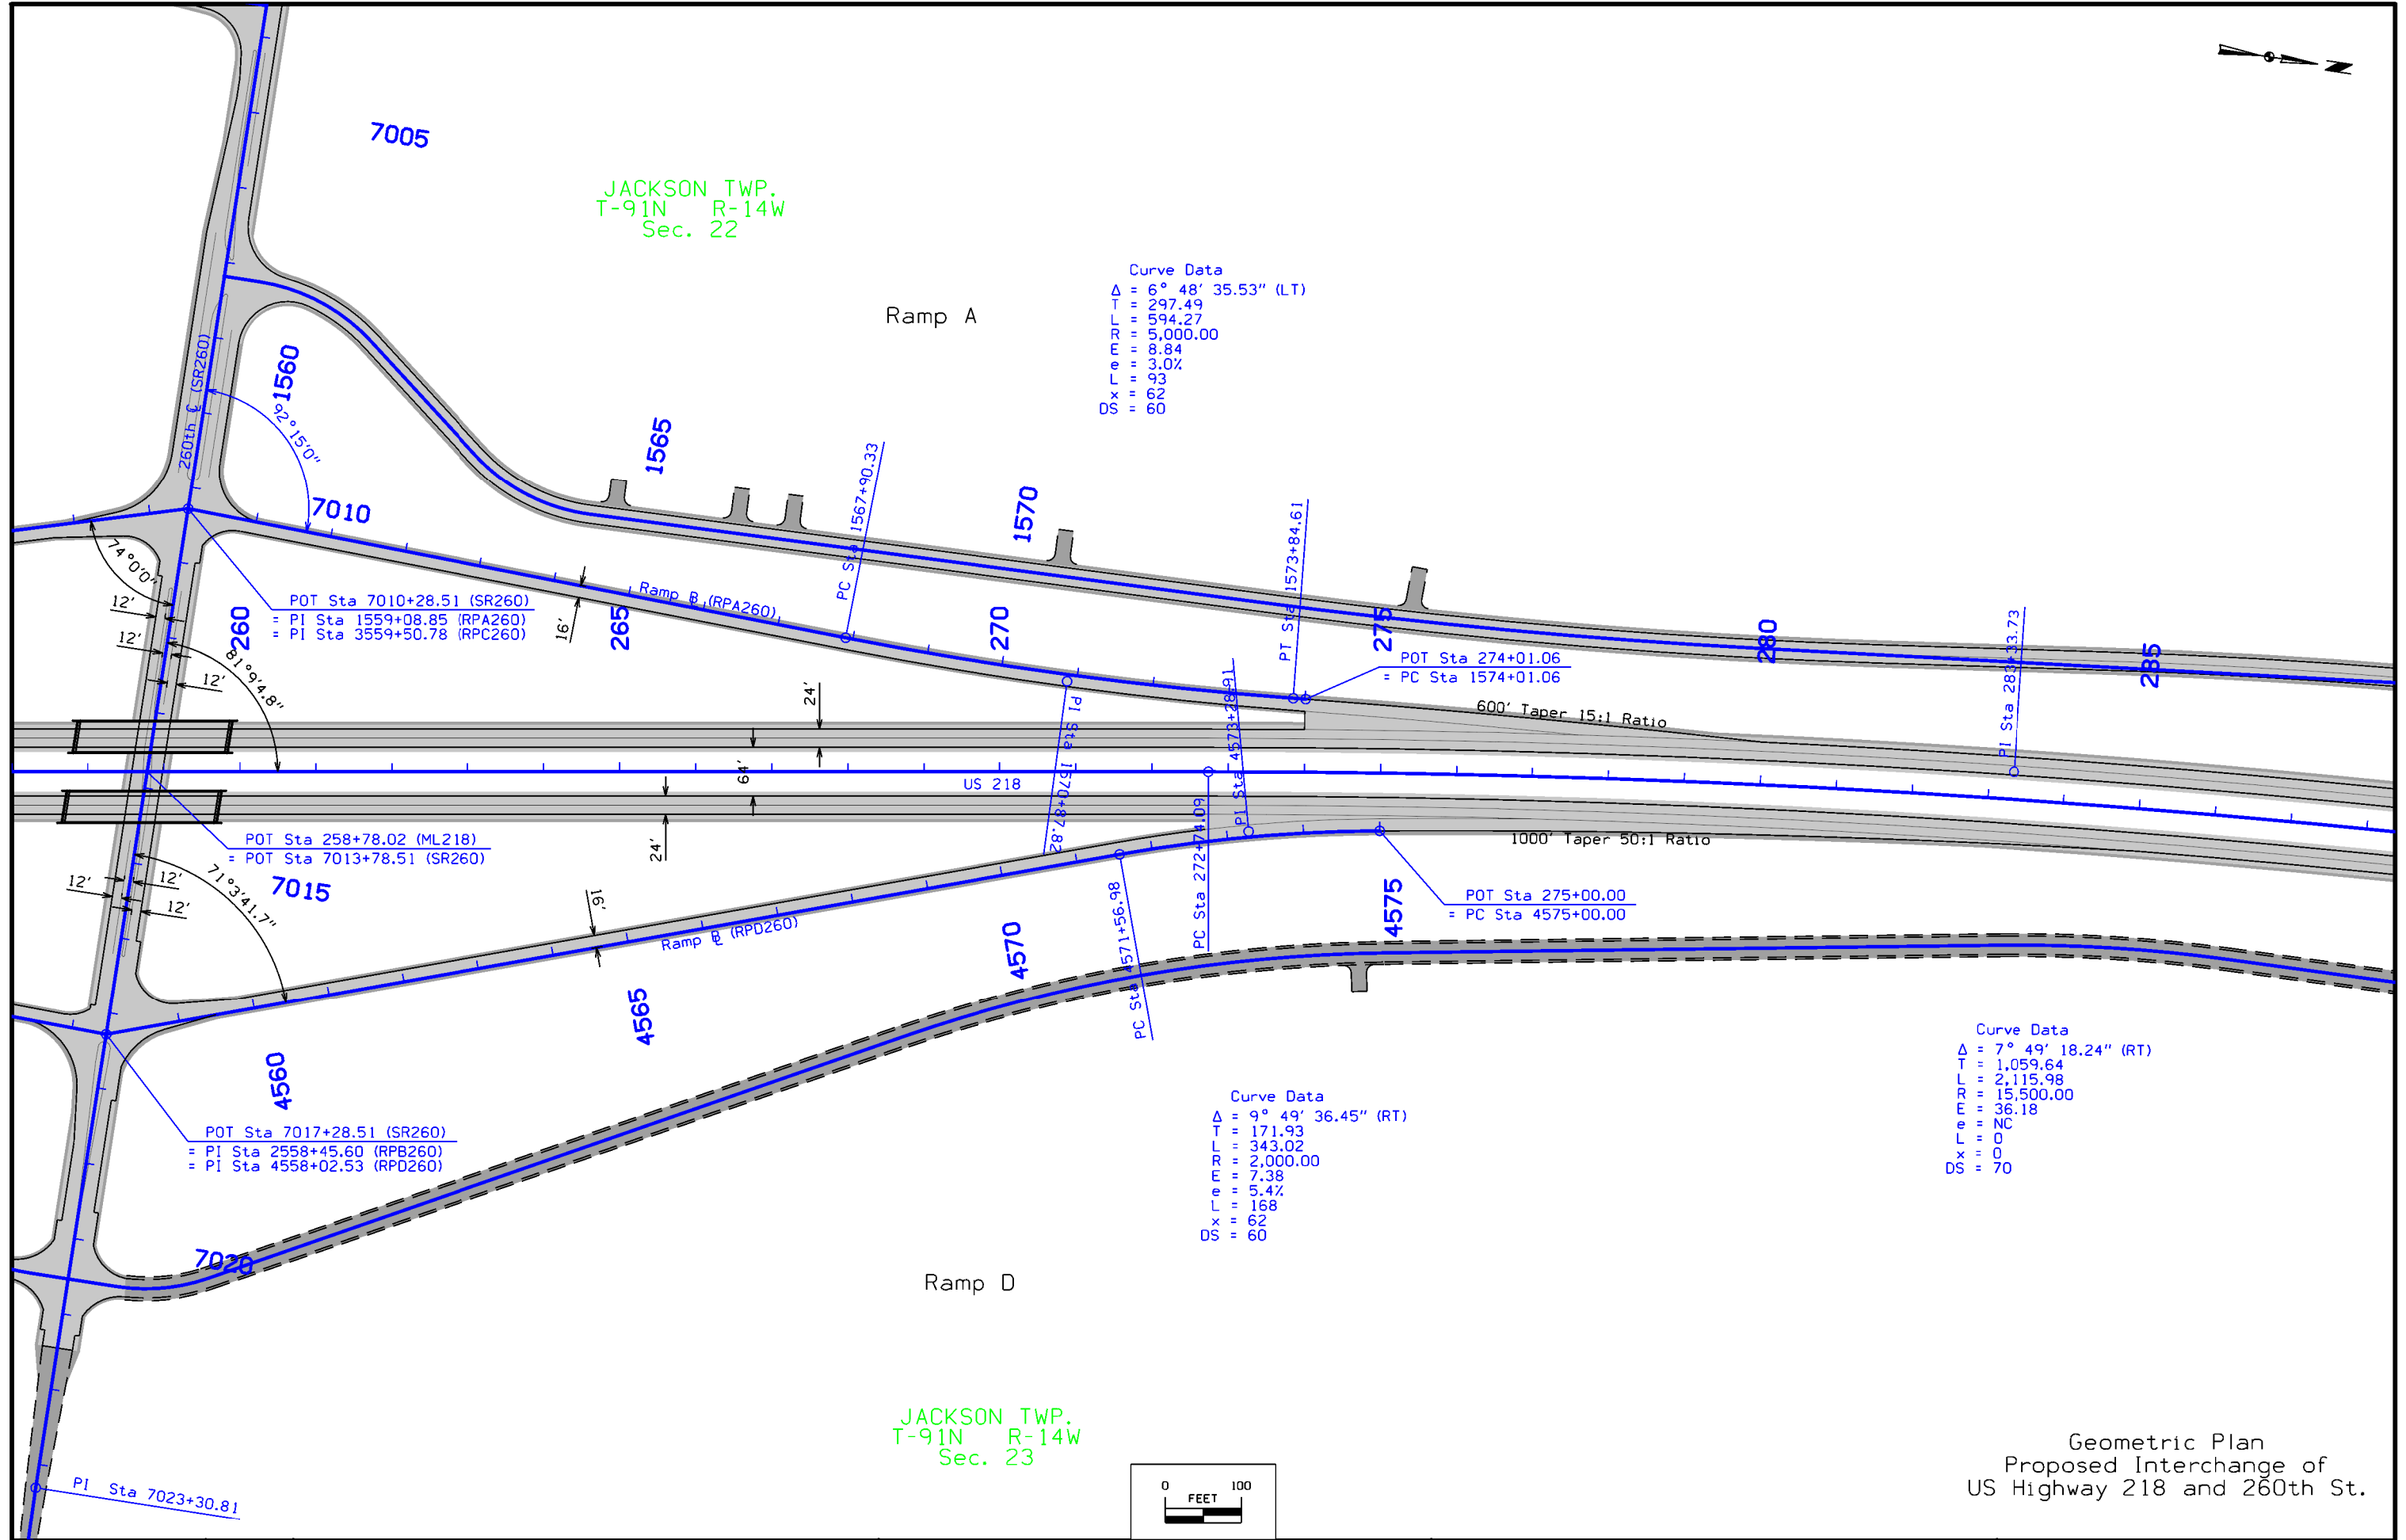 7005
JACKSON TWP.
T-91N R-14W
Sec. 22
Ramp A
Curve Data
Δ = 6° 48' 35.53" (LT)
T = 297.49
L = 594.27
R = 5,000.00
E = 8.84
e = 3.0%
L = 93
x = 62
DS = 60
N
260th ℄ (SR260)
1560
92°15'0"
7010
1565
PC Sta 1567+90.33
1570
PT Sta 1573+84.61
74°0'0"
12'
12'
12'
POT Sta 7010+28.51 (SR260)
= PI Sta 1559+08.85 (RPA260)
= PI Sta 3559+50.78 (RPC260)
260
81°9'4.8"
16'
265
Ramp ℄ (RPA260)
270
275
POT Sta 274+01.06
= PC Sta 1574+01.06
280
285
PI Sta 283+33.73
24'
64'
24'
PI Sta 1570+87.82
PI Sta 4573+28.91
600' Taper 15:1 Ratio
US 218
PC Sta 272+74.09
1000' Taper 50:1 Ratio
POT Sta 258+78.02 (ML218)
= POT Sta 7013+78.51 (SR260)
7015
12'
12'
12'
71°3'41.7"
16'
Ramp ℄ (RPD260)
4560
4565
4570
PC Sta 4571+56.98
4575
POT Sta 275+00.00
= PC Sta 4575+00.00
POT Sta 7017+28.51 (SR260)
= PI Sta 2558+45.60 (RPB260)
= PI Sta 4558+02.53 (RPD260)
7020
Curve Data
Δ = 9° 49' 36.45" (RT)
T = 171.93
L = 343.02
R = 2,000.00
E = 7.38
e = 5.4%
L = 168
x = 62
DS = 60
Curve Data
Δ = 7° 49' 18.24" (RT)
T = 1,059.64
L = 2,115.98
R = 15,500.00
E = 36.18
e = NC
L = 0
x = 0
DS = 70
Ramp D
JACKSON TWP.
T-91N R-14W
Sec. 23
PI Sta 7023+30.81
0 100
FEET
Geometric Plan
Proposed Interchange of
US Highway 218 and 260th St.